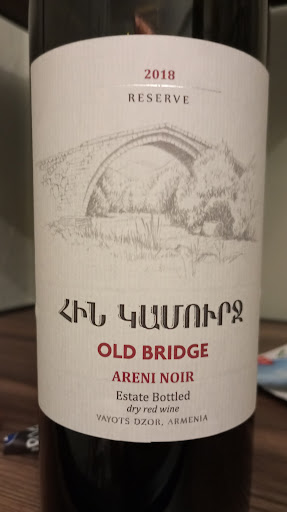 2018
RESERVE
ՀԻՆ ԿԱՄՈՒՐՋ
OLD BRIDGE
ARENI NOIR
Estate Bottled
dry red wine
VAYOTS DZOR, ARMENIA